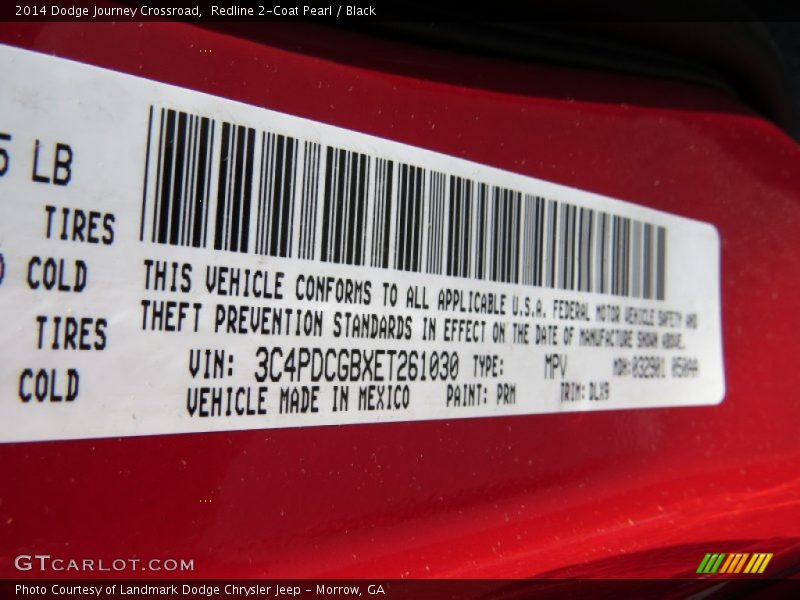 2014 Dodge Journey Crossroad,  Redline 2-Coat Pearl / Black
5 LB
TIRES
COLD
TIRES
COLD
THIS VEHICLE CONFORMS TO ALL APPLICABLE U.S.A. FEDERAL MOTOR VEHICLE SAFETY AND
THEFT PREVENTION STANDARDS IN EFFECT ON THE DATE OF MANUFACTURE SHOWN ABOVE.
VIN: 3C4PDCGBXET261030 TYPE: MPV MDH:032901 050AA
VEHICLE MADE IN MEXICO PAINT: PRM TRIM: DLX9
GTCARLOT.COM
Photo Courtesy of Landmark Dodge Chrysler Jeep - Morrow, GA